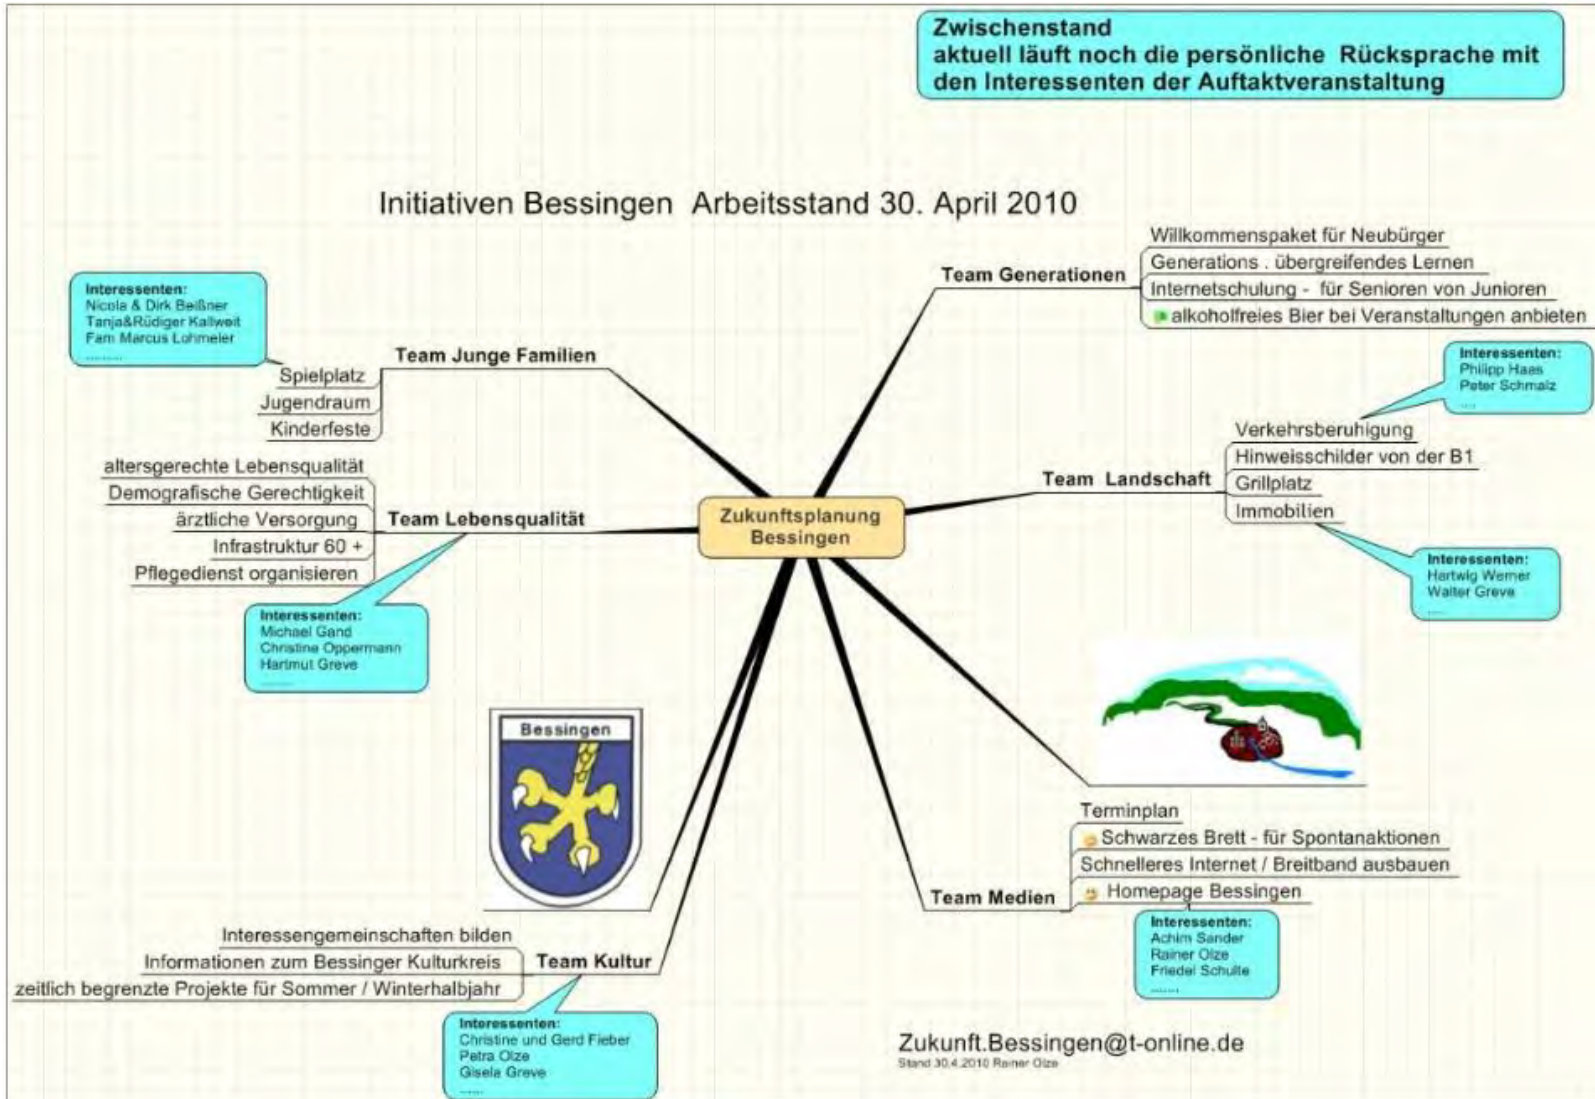 Zwischenstand
aktuell läuft noch die persönliche Rücksprache mit
den Interessenten der Auftaktveranstaltung
Initiativen Bessingen Arbeitsstand 30. April 2010
Team Generationen
Willkommenspaket für Neubürger
Generations . übergreifendes Lernen
Internetschulung - für Senioren von Junioren
alkoholfreies Bier bei Veranstaltungen anbieten
Interessenten:
Nicola & Dirk Beißner
Tanja&Rüdiger Kallweit
Fam Marcus Lohmeier
.........
Team Junge Familien
Spielplatz
Jugendraum
Kinderfeste
Interessenten:
Philipp Haas
Peter Schmalz
....
Team Landschaft
Verkehrsberuhigung
Hinweisschilder von der B1
Grillplatz
Immobilien
Interessenten:
Hartwig Werner
Walter Greve
.....
altersgerechte Lebensqualität
Demografische Gerechtigkeit
ärztliche Versorgung
Infrastruktur 60 +
Pflegedienst organisieren
Team Lebensqualität
Interessenten:
Michael Gand
Christine Oppermann
Hartmut Greve
........
Zukunftsplanung
Bessingen
Bessingen
Team Medien
Terminplan
Schwarzes Brett - für Spontanaktionen
Schnelleres Internet / Breitband ausbauen
Homepage Bessingen
Interessenten:
Achim Sander
Rainer Olze
Friedel Schulte
.......
Interessengemeinschaften bilden
Informationen zum Bessinger Kulturkreis
zeitlich begrenzte Projekte für Sommer / Winterhalbjahr
Team Kultur
Interessenten:
Christine und Gerd Fieber
Petra Olze
Gisela Greve
......
Zukunft.Bessingen@t-online.de
Stand 30.4.2010 Rainer Olze